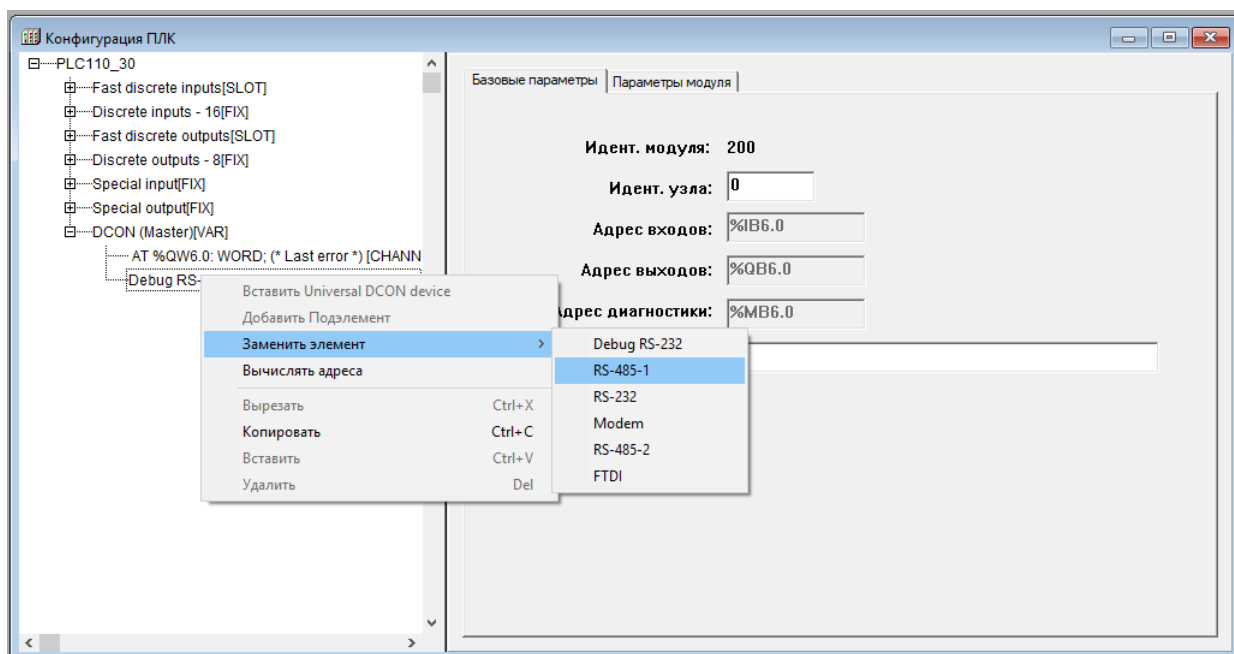 Конфигурация ПЛК
PLC110_30
Fast discrete inputs[SLOT]
Discrete inputs - 16[FIX]
Fast discrete outputs[SLOT]
Discrete outputs - 8[FIX]
Special input[FIX]
Special output[FIX]
DCON (Master)[VAR]
AT %QW6.0: WORD; (* Last error *) [CHANN
Debug RS-
Вставить Universal DCON device
Добавить Подэлемент
Заменить элемент
Вычислять адреса
Вырезать Ctrl+X
Копировать Ctrl+C
Вставить Ctrl+V
Удалить Del
Debug RS-232
RS-485-1
RS-232
Modem
RS-485-2
FTDI
Базовые параметры Параметры модуля
Идент. модуля: 200
Идент. узла: 0
Адрес входов: %IB6.0
Адрес выходов: %QB6.0
Адрес диагностики: %MB6.0